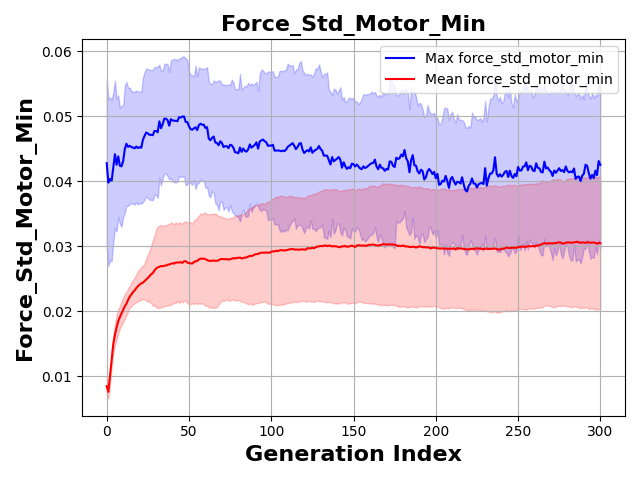 Force_Std_Motor_Min
Max force_std_motor_min
Mean force_std_motor_min
Force_Std_Motor_Min
0.06
0.05
0.04
0.03
0.02
0.01
0 50 100 150 200 250 300
Generation Index